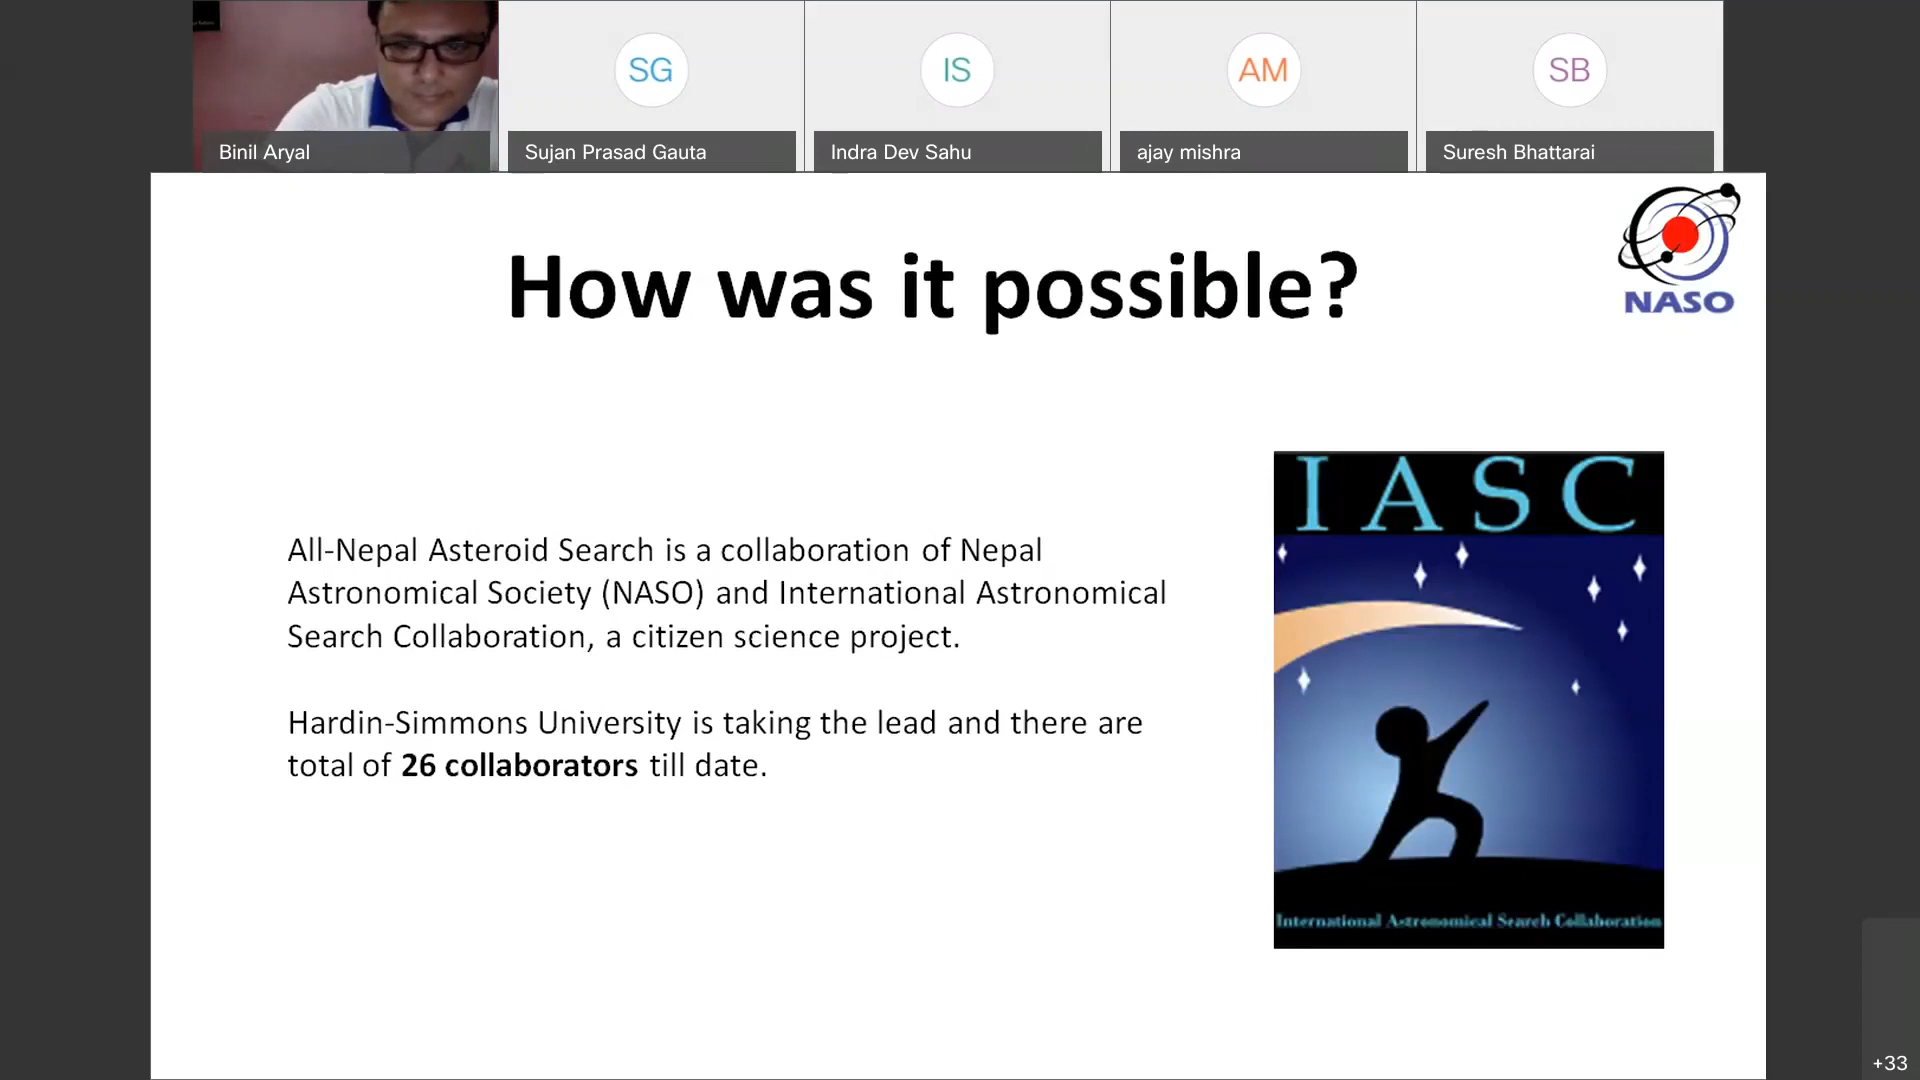 SG
IS
AM
SB
Binil Aryal
Sujan Prasad Gauta
Indra Dev Sahu
ajay mishra
Suresh Bhattarai
NASO
How was it possible?
IASC
All-Nepal Asteroid Search is a collaboration of Nepal
Astronomical Society (NASO) and International Astronomical
Search Collaboration, a citizen science project.
Hardin-Simmons University is taking the lead and there are
total of 26 collaborators till date.
International Astronomical Search Collaboration
+33